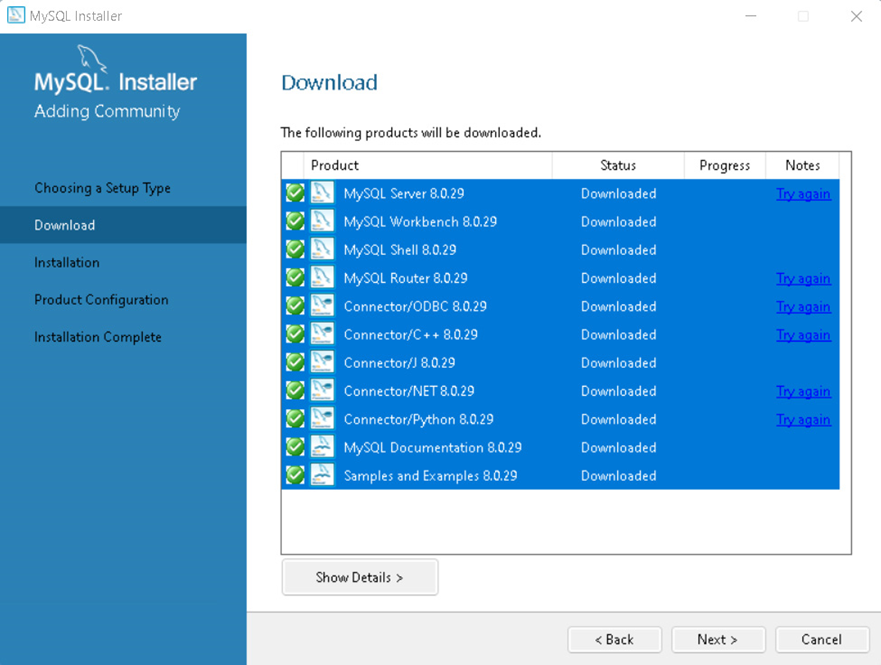 MySQL Installer
MySQL. Installer
Adding Community
Choosing a Setup Type
Download
Installation
Product Configuration
Installation Complete
Download
The following products will be downloaded.
Product Status Progress Notes
MySQL Server 8.0.29 Downloaded Try again
MySQL Workbench 8.0.29 Downloaded
MySQL Shell 8.0.29 Downloaded
MySQL Router 8.0.29 Downloaded Try again
Connector/ODBC 8.0.29 Downloaded Try again
Connector/C++ 8.0.29 Downloaded Try again
Connector/J 8.0.29 Downloaded
Connector/NET 8.0.29 Downloaded Try again
Connector/Python 8.0.29 Downloaded Try again
MySQL Documentation 8.0.29 Downloaded
Samples and Examples 8.0.29 Downloaded
Show Details >
< Back Next > Cancel